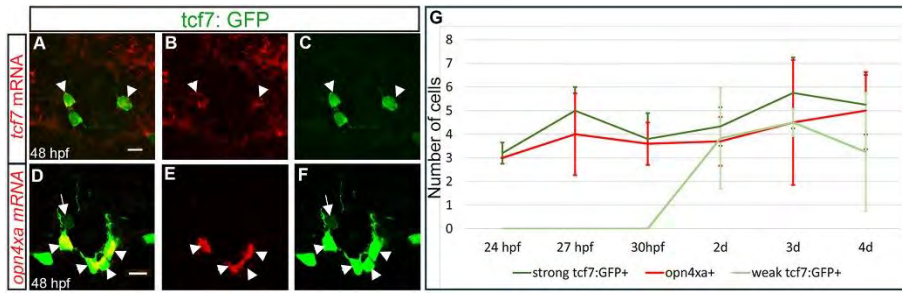 tcf7: GFP
tcf7 mRNA
A
B
C
48 hpf
opn4xa mRNA
D
E
F
48 hpf
G
Number of cells
8
7
6
5
4
3
2
1
0
24 hpf 27 hpf 30hpf 2d 3d 4d
strong tcf7:GFP+ opn4xa+ weak tcf7:GFP+